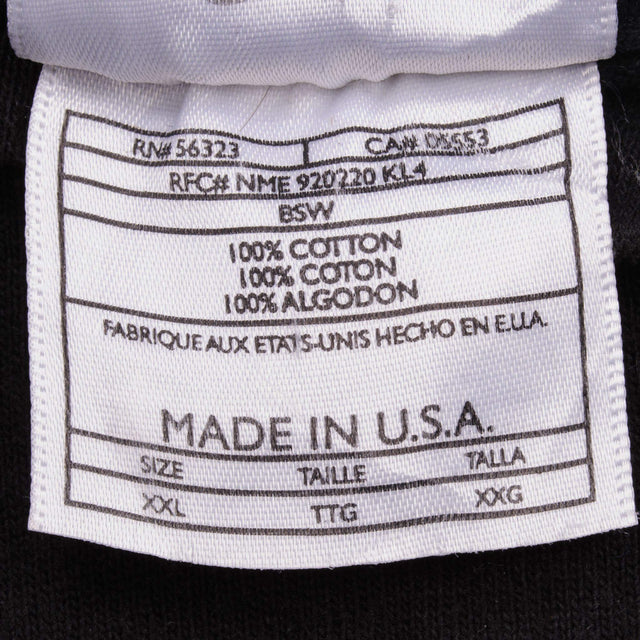 RN# 56323 CA# 05553
RFC# NME 920220 KL4
BSW
100% COTTON
100% COTON
100% ALGODON
FABRIQUE AUX ETATS-UNIS HECHO EN E.U.A.
MADE IN U.S.A.
SIZE TAILLE TALLA
XXL TTG XXG